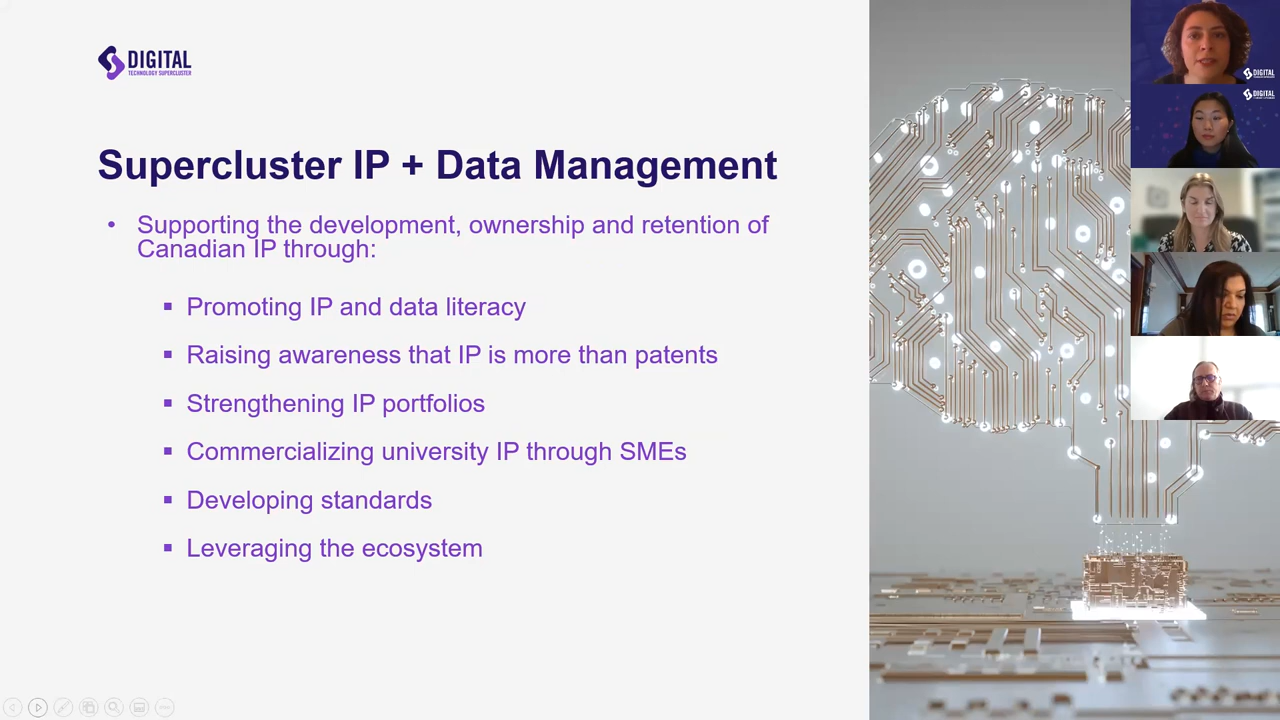 DIGITAL
TECHNOLOGY SUPERCLUSTER
Supercluster IP + Data Management
• Supporting the development, ownership and retention of
Canadian IP through:
▪ Promoting IP and data literacy
▪ Raising awareness that IP is more than patents
▪ Strengthening IP portfolios
▪ Commercializing university IP through SMEs
▪ Developing standards
▪ Leveraging the ecosystem
DIGITAL
DIGITAL